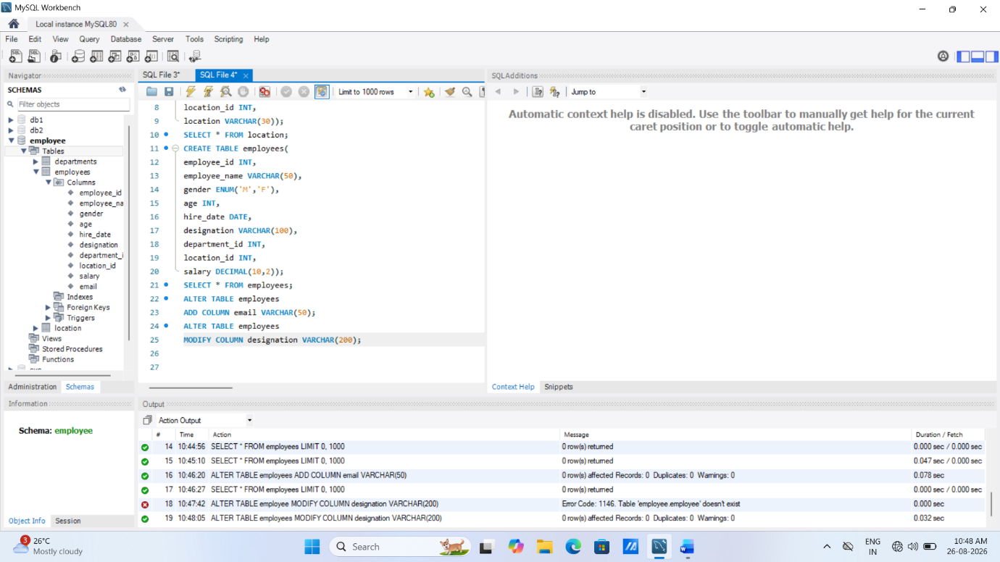 MySQL Workbench
Local instance MySQL80
File Edit View Query Database Server Tools Scripting Help
Navigator
SCHEMAS
Filter objects
db1
db2
employee
Tables
departments
employees
Columns
employee_id
employee_na
gender
age
hire_date
designation
department_i
location_id
salary
email
Indexes
Foreign Keys
Triggers
location
Views
Stored Procedures
Functions
Administration Schemas
Information
Schema: employee
Object Info Session
SQL File 3* SQL File 4*
Limit to 1000 rows
8 location_id INT,
9 location VARCHAR(30));
10 SELECT * FROM location;
11 CREATE TABLE employees(
12 employee_id INT,
13 employee_name VARCHAR(50),
14 gender ENUM('M','F'),
15 age INT,
16 hire_date DATE,
17 designation VARCHAR(100),
18 department_id INT,
19 location_id INT,
20 salary DECIMAL(10,2));
21 SELECT * FROM employees;
22 ALTER TABLE employees
23 ADD COLUMN email VARCHAR(50);
24 ALTER TABLE employees
25 MODIFY COLUMN designation VARCHAR(200);
26
27
SQLAdditions
Jump to
Automatic context help is disabled. Use the toolbar to manually get help for the current
caret position or to toggle automatic help.
Context Help Snippets
Output
Action Output
# Time Action Message Duration / Fetch
14 10:44:56 SELECT * FROM employees LIMIT 0, 1000 0 row(s) returned 0.000 sec / 0.000 sec
15 10:45:10 SELECT * FROM employees LIMIT 0, 1000 0 row(s) returned 0.047 sec / 0.000 sec
16 10:46:20 ALTER TABLE employees ADD COLUMN email VARCHAR(50) 0 row(s) affected Records: 0 Duplicates: 0 Warnings: 0 0.078 sec
17 10:46:27 SELECT * FROM employees LIMIT 0, 1000 0 row(s) returned 0.000 sec / 0.000 sec
18 10:47:42 ALTER TABLE employee MODIFY COLUMN designation VARCHAR(200) Error Code: 1146. Table 'employee.employee' doesn't exist 0.000 sec
19 10:48:05 ALTER TABLE employees MODIFY COLUMN designation VARCHAR(200) 0 row(s) affected Records: 0 Duplicates: 0 Warnings: 0 0.032 sec
3
26°C
Mostly cloudy
Search
ENG
IN
10:48 AM
26-08-2026